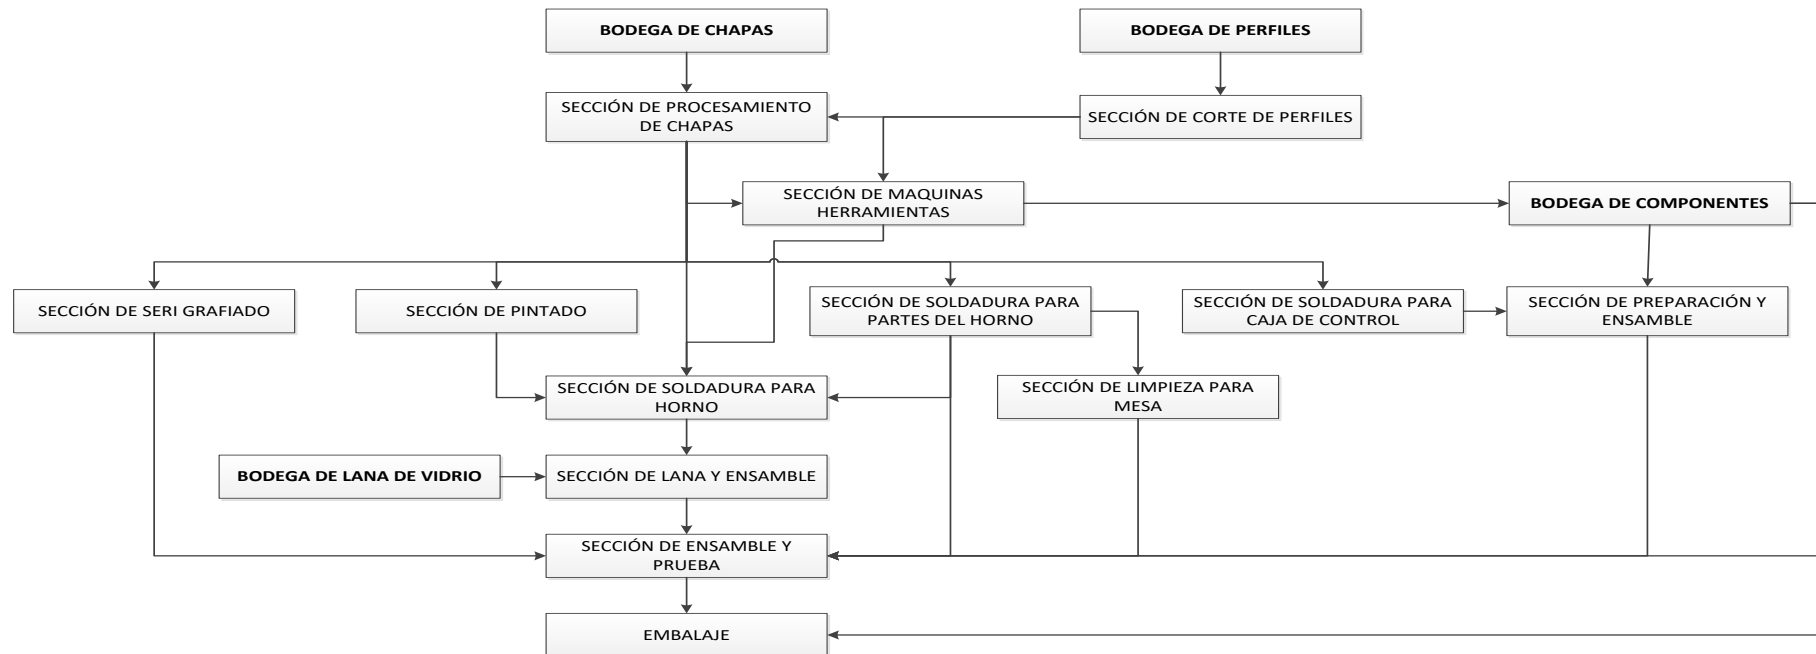 BODEGA DE CHAPAS
BODEGA DE PERFILES
SECCIÓN DE PROCESAMIENTO
DE CHAPAS
SECCIÓN DE CORTE DE PERFILES
SECCIÓN DE MAQUINAS
HERRAMIENTAS
BODEGA DE COMPONENTES
SECCIÓN DE SERI GRAFIADO
SECCIÓN DE PINTADO
SECCIÓN DE SOLDADURA PARA
PARTES DEL HORNO
SECCIÓN DE SOLDADURA PARA
CAJA DE CONTROL
SECCIÓN DE PREPARACIÓN Y
ENSAMBLE
SECCIÓN DE SOLDADURA PARA
HORNO
SECCIÓN DE LIMPIEZA PARA
MESA
BODEGA DE LANA DE VIDRIO
SECCIÓN DE LANA Y ENSAMBLE
SECCIÓN DE ENSAMBLE Y
PRUEBA
EMBALAJE